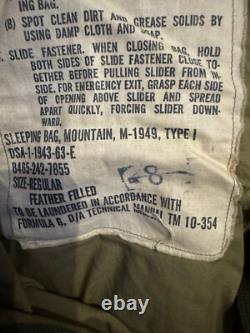 ING BAG.
(B) SPOT CLEAN DIRT AND GREASE SOLIDS BY
USING DAMP CLOTH AND SOAP.
SLIDE FASTENER. WHEN CLOSING BAG, HOLD
BOTH SIDES OF SLIDE FASTENER CLOSE TO-
GETHER BEFORE PULLING SLIDER FROM IN-
SIDE. FOR EMERGENCY EXIT, GRASP EACH SIDE
OF OPENING ABOVE SLIDER AND SPREAD
APART QUICKLY, FORCING SLIDER DOWN-
WARD.
SLEEPING BAG, MOUNTAIN, M-1949, TYPE I
DSA-1-1943-63-E
8465-242-7855
SIZE-REGULAR
FEATHER FILLED
TO BE LAUNDERED IN ACCORDANCE WITH
FORMULA G, D/A TECHNICAL MANUAL TM 10-354
ebay